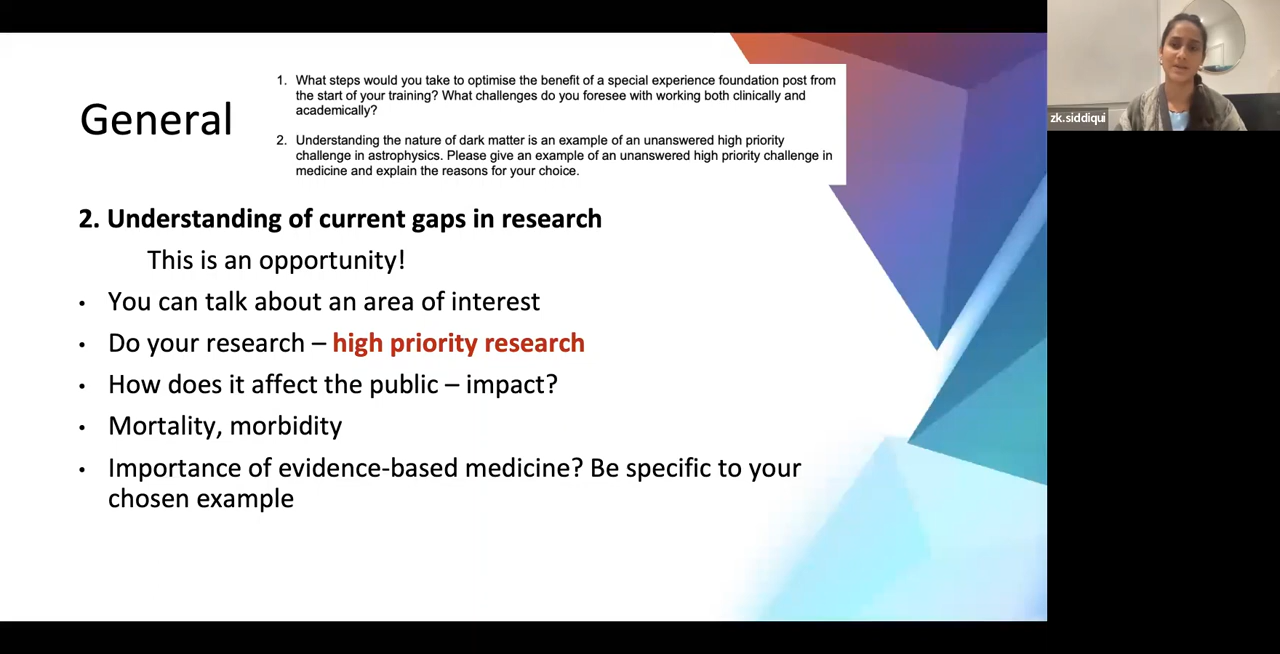 General
1. What steps would you take to optimise the benefit of a special experience foundation post from
the start of your training? What challenges do you foresee with working both clinically and
academically?
2. Understanding the nature of dark matter is an example of an unanswered high priority
challenge in astrophysics. Please give an example of an unanswered high priority challenge in
medicine and explain the reasons for your choice.
2. Understanding of current gaps in research
This is an opportunity!
• You can talk about an area of interest
• Do your research – high priority research
• How does it affect the public – impact?
• Mortality, morbidity
• Importance of evidence-based medicine? Be specific to your
chosen example
zk.siddiqui